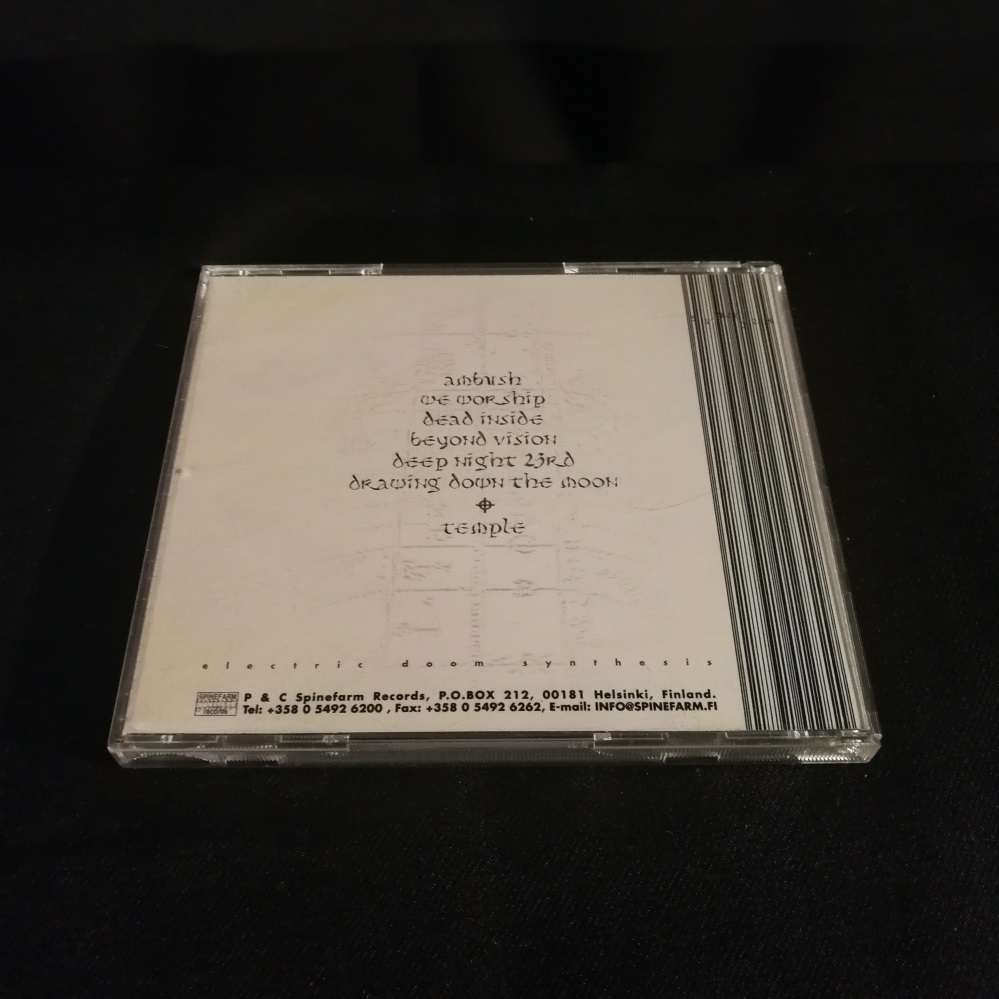 ambush
we worship
dead inside
beyond vision
deep night 23rd
drawing down the moon
temple
electric doom synthesis
SPINEFARM
records
P & C Spinefarm Records, P.O.BOX 212, 00181 Helsinki, Finland.
Tel: +358 0 5492 6200 , Fax: +358 0 5492 6262, E-mail: INFO@SPINEFARM.FI